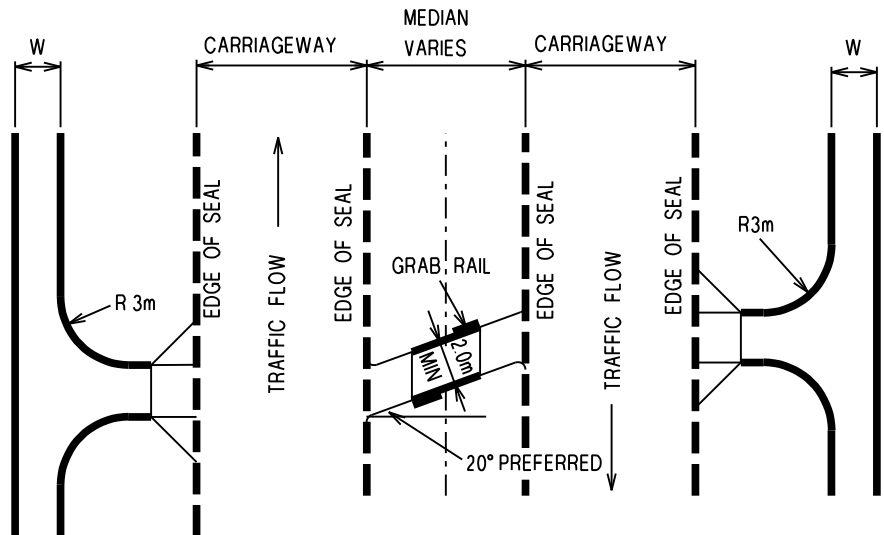 MEDIAN
VARIES
W
CARRIAGEWAY
CARRIAGEWAY
W
EDGE OF SEAL
TRAFFIC FLOW
EDGE OF SEAL
EDGE OF SEAL
TRAFFIC FLOW
EDGE OF SEAL
R3m
GRAB RAIL
R 3m
2.0m
MIN
20° PREFERRED